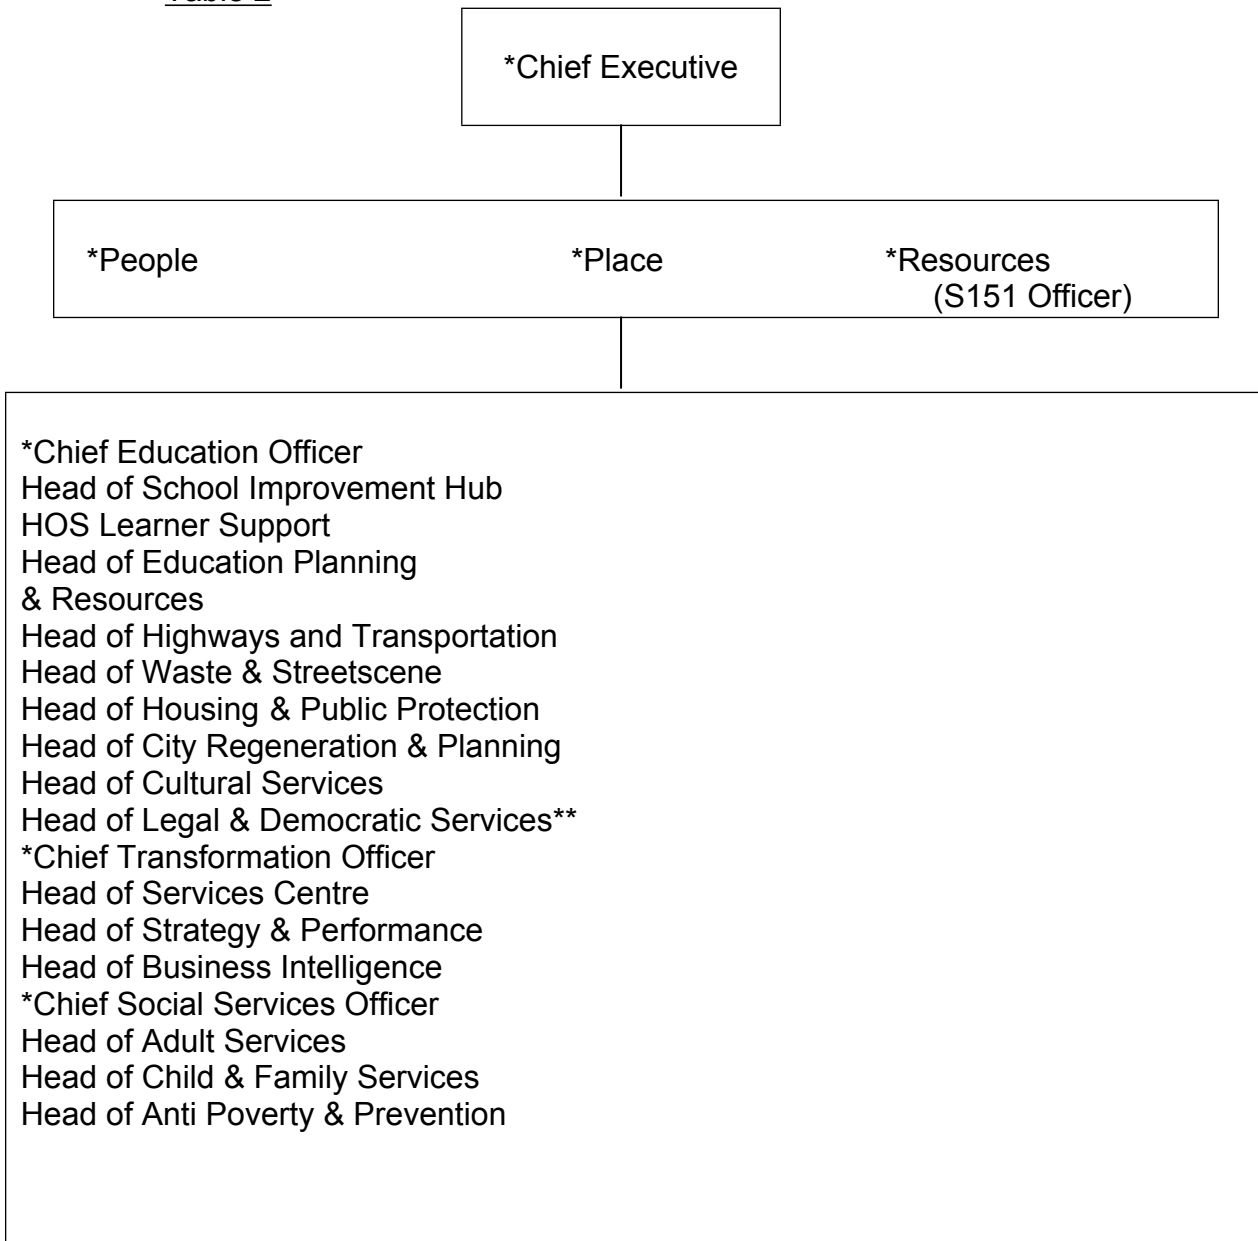 Table 2
*Chief Executive
*People *Place *Resources
(S151 Officer)
*Chief Education Officer
Head of School Improvement Hub
HOS Learner Support
Head of Education Planning
& Resources
Head of Highways and Transportation
Head of Waste & Streetscene
Head of Housing & Public Protection
Head of City Regeneration & Planning
Head of Cultural Services
Head of Legal & Democratic Services**
*Chief Transformation Officer
Head of Services Centre
Head of Strategy & Performance
Head of Business Intelligence
*Chief Social Services Officer
Head of Adult Services
Head of Child & Family Services
Head of Anti Poverty & Prevention